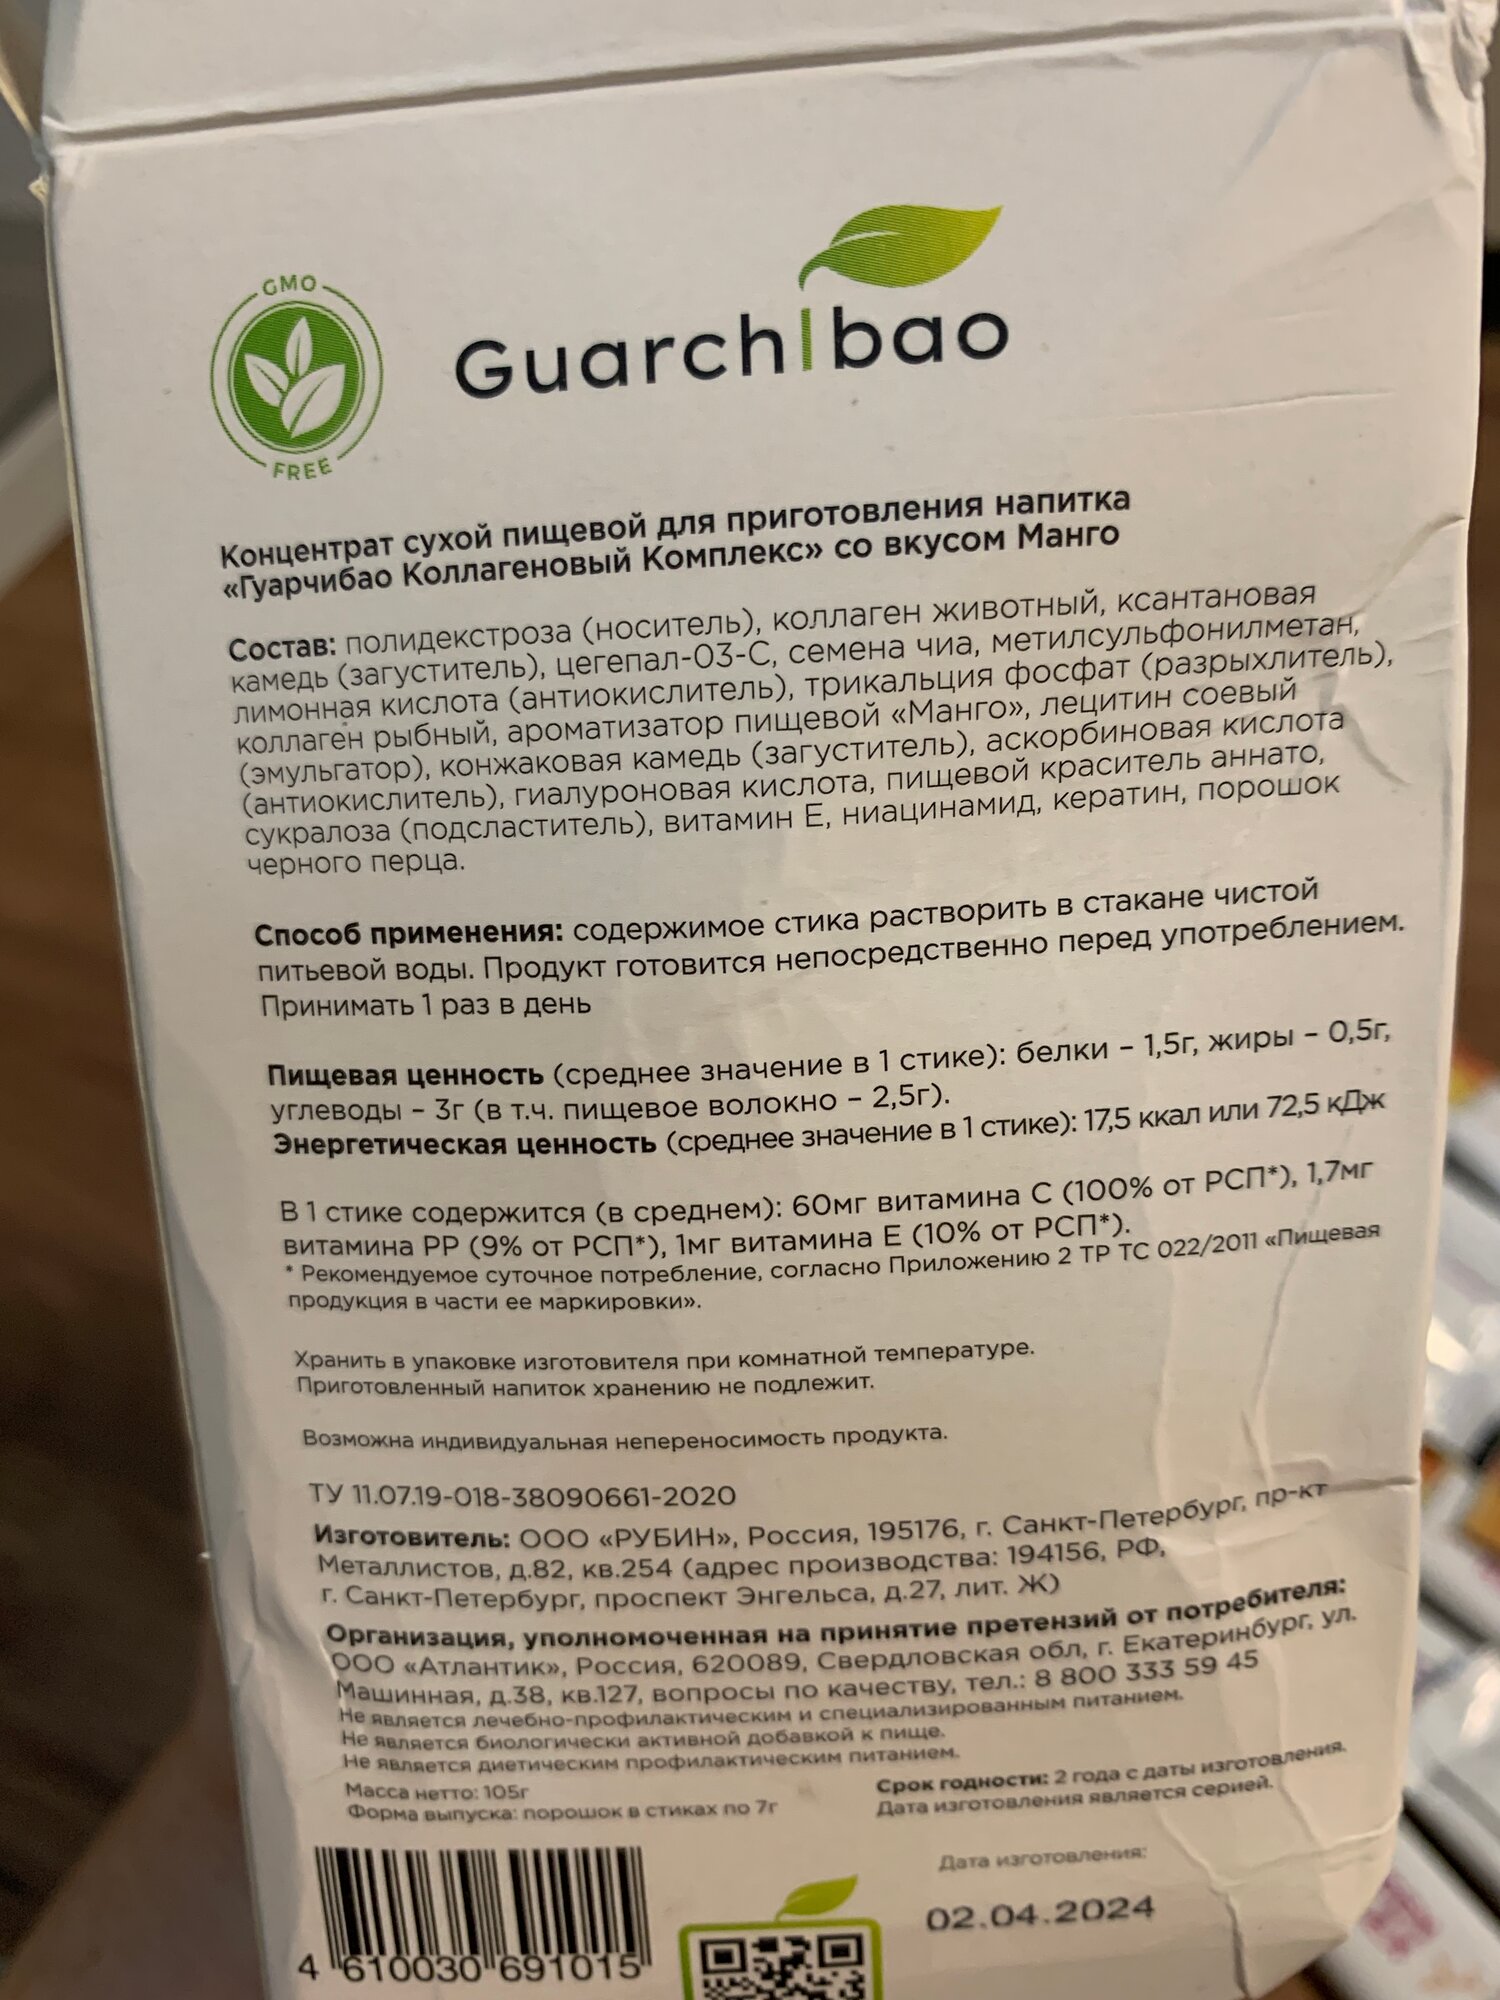 GMO
FREE
Guarchibao
Концентрат сухой пищевой для приготовления напитка
«Гуарчибао Коллагеновый Комплекс» со вкусом Манго
Состав: полидекстроза (носитель), коллаген животный, ксантановая
камедь (загуститель), цегепал-03-С, семена чиа, метилсульфонилметан,
лимонная кислота (антиокислитель), трикальция фосфат (разрыхлитель),
коллаген рыбный, ароматизатор пищевой «Манго», лецитин соевый
(эмульгатор), конжаковая камедь (загуститель), аскорбиновая кислота
(антиокислитель), гиалуроновая кислота, пищевой краситель аннато,
сукралоза (подсластитель), витамин Е, ниацинамид, кератин, порошок
черного перца.
Способ применения: содержимое стика растворить в стакане чистой
питьевой воды. Продукт готовится непосредственно перед употреблением.
Принимать 1 раз в день
Пищевая ценность (среднее значение в 1 стике): белки – 1,5г, жиры – 0,5г,
углеводы – 3г (в т.ч. пищевое волокно – 2,5г).
Энергетическая ценность (среднее значение в 1 стике): 17,5 ккал или 72,5 кДж
В 1 стике содержится (в среднем): 60мг витамина С (100% от РСП*), 1,7мг
витамина РР (9% от РСП*), 1мг витамина Е (10% от РСП*).
* Рекомендуемое суточное потребление, согласно Приложению 2 ТР ТС 022/2011 «Пищевая
продукция в части ее маркировки».
Хранить в упаковке изготовителя при комнатной температуре.
Приготовленный напиток хранению не подлежит.
Возможна индивидуальная непереносимость продукта.
ТУ 11.07.19-018-38090661-2020
Изготовитель: ООО «РУБИН», Россия, 195176, г. Санкт-Петербург, пр-кт
Металлистов, д.82, кв.254 (адрес производства: 194156, РФ,
г. Санкт-Петербург, проспект Энгельса, д.27, лит. Ж)
Организация, уполномоченная на принятие претензий от потребителя:
ООО «Атлантик», Россия, 620089, Свердловская обл, г. Екатеринбург, ул.
Машинная, д.38, кв.127, вопросы по качеству, тел.: 8 800 333 59 45
Не является лечебно-профилактическим и специализированным питанием.
Не является биологически активной добавкой к пище.
Не является диетическим профилактическим питанием.
Масса нетто: 105г
Форма выпуска: порошок в стиках по 7г
Срок годности: 2 года с даты изготовления.
Дата изготовления является серией.
Дата изготовления:
02.04.2024
4 610030 691015